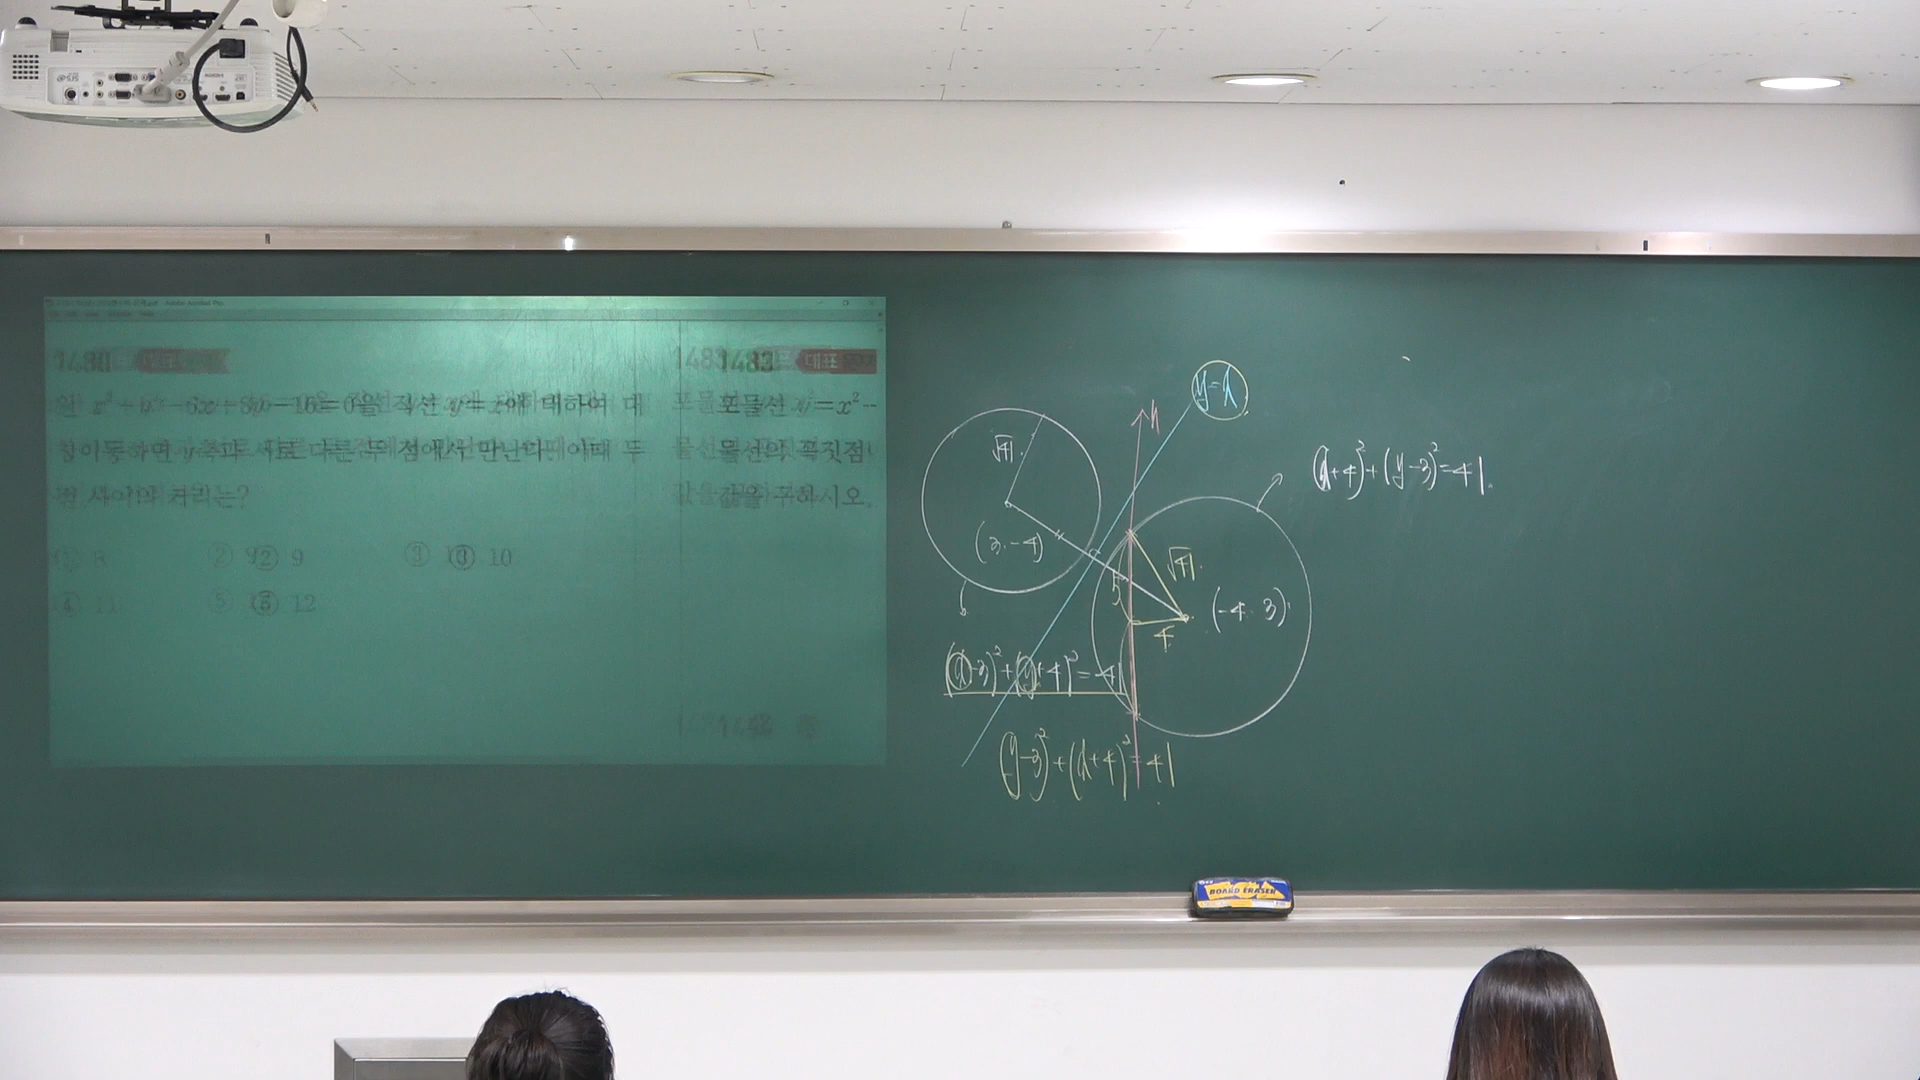 1480
원 x² + y² - 6x + 8y - 16 = 0을 직선 y = x에 대하여 대
칭이동하면 y축과 서로 다른 두 점에서 만난다. 이때 두
점 사이의 거리는?
① 8 ② 9 ③ 10
④ 11 ⑤ 12
1483 대표
포물선 y = x² -
물선의 꼭짓점
값을 구하시오.
y=x
√41
(3, -4)
(x-3)²+(y+4)²=41
(y-3)²+(x+4)²=41
(x+4)²+(y-3)²=41
√41
5
4
(-4, 3)
BOARD ERASER